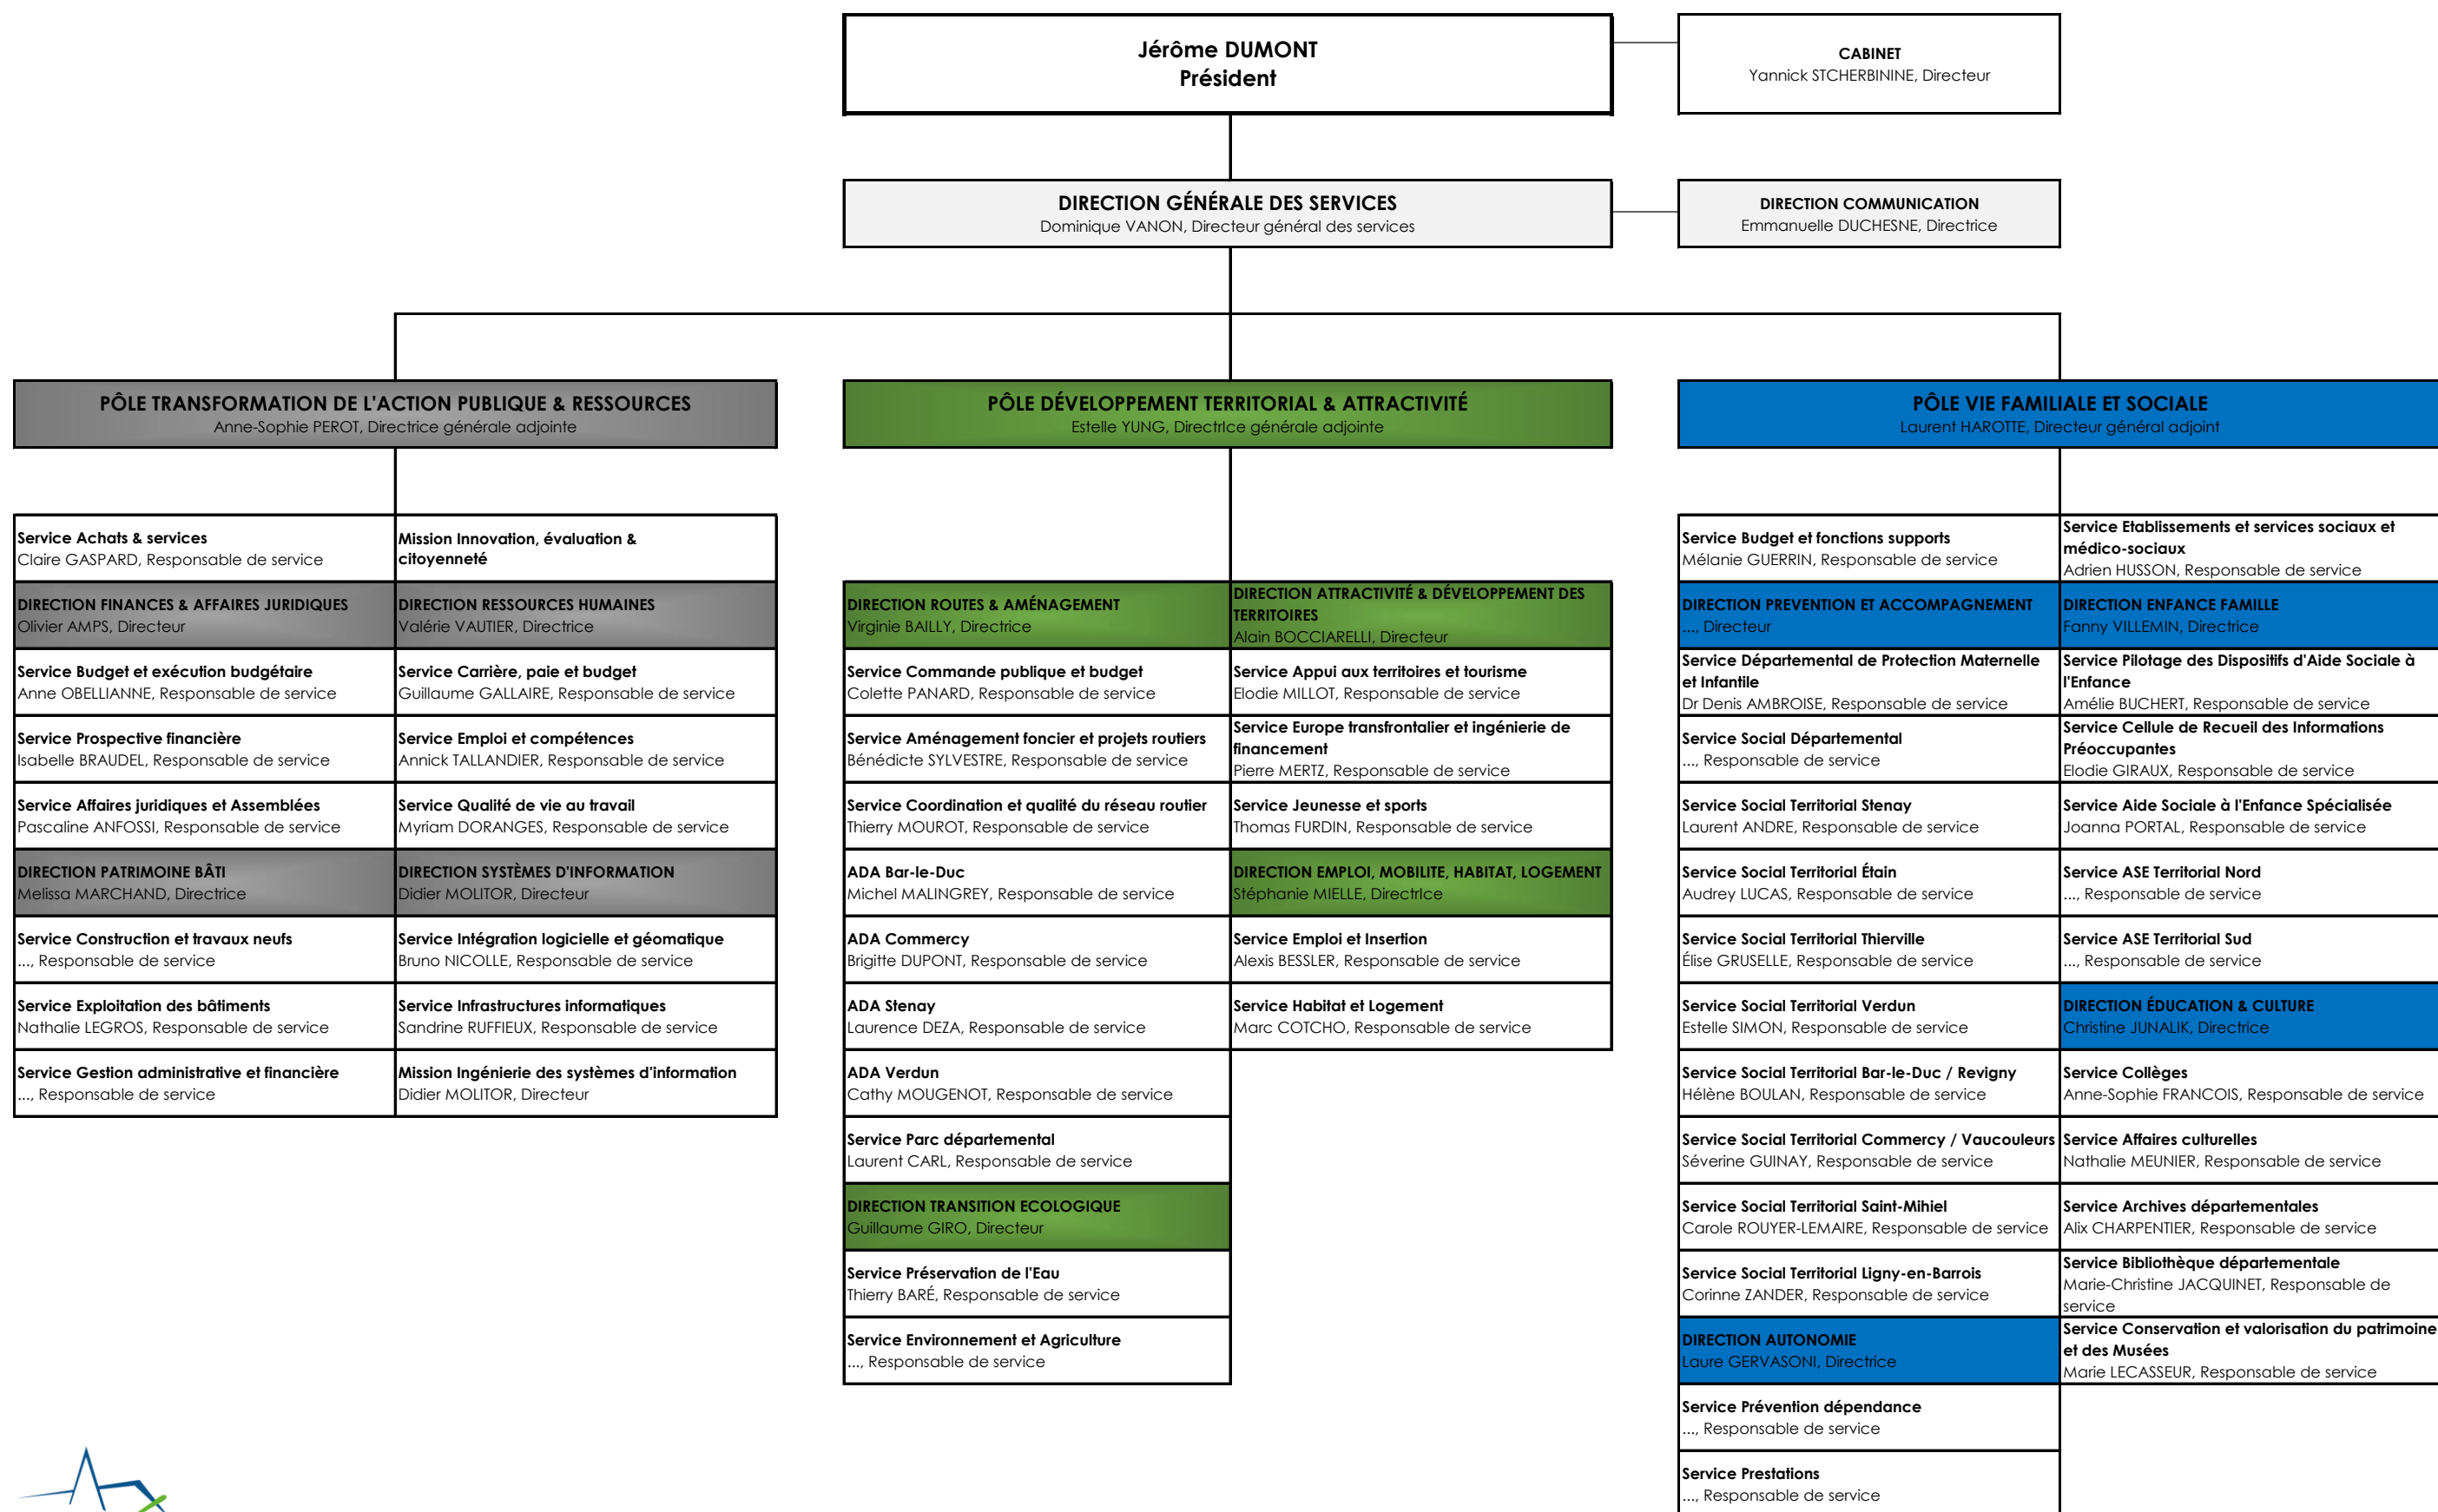 Jérôme DUMONT
Président
CABINET
Yannick STCHERBININE, Directeur
DIRECTION GÉNÉRALE DES SERVICES
Dominique VANON, Directeur général des services
DIRECTION COMMUNICATION
Emmanuelle DUCHESNE, Directrice
PÔLE TRANSFORMATION DE L'ACTION PUBLIQUE & RESSOURCES
Anne-Sophie PEROT, Directrice générale adjointe
Service Achats & services
Claire GASPARD, Responsable de service
Mission Innovation, évaluation &
citoyenneté
DIRECTION FINANCES & AFFAIRES JURIDIQUES
Olivier AMPS, Directeur
DIRECTION RESSOURCES HUMAINES
Valérie VAUTIER, Directrice
Service Budget et exécution budgétaire
Anne OBELLIANNE, Responsable de service
Service Carrière, paie et budget
Guillaume GALLAIRE, Responsable de service
Service Prospective financière
Isabelle BRAUDEL, Responsable de service
Service Emploi et compétences
Annick TALLANDIER, Responsable de service
Service Affaires juridiques et Assemblées
Pascaline ANFOSSI, Responsable de service
Service Qualité de vie au travail
Myriam DORANGES, Responsable de service
DIRECTION PATRIMOINE BÂTI
Melissa MARCHAND, Directrice
DIRECTION SYSTÈMES D'INFORMATION
Didier MOLITOR, Directeur
Service Construction et travaux neufs
..., Responsable de service
Service Intégration logicielle et géomatique
Bruno NICOLLE, Responsable de service
Service Exploitation des bâtiments
Nathalie LEGROS, Responsable de service
Service Infrastructures informatiques
Sandrine RUFFIEUX, Responsable de service
Service Gestion administrative et financière
..., Responsable de service
Mission Ingénierie des systèmes d'information
Didier MOLITOR, Directeur
PÔLE DÉVELOPPEMENT TERRITORIAL & ATTRACTIVITÉ
Estelle YUNG, DirectrIce générale adjointe
DIRECTION ROUTES & AMÉNAGEMENT
Virginie BAILLY, Directrice
DIRECTION ATTRACTIVITÉ & DÉVELOPPEMENT DES
TERRITOIRES
Alain BOCCIARELLI, Directeur
Service Commande publique et budget
Colette PANARD, Responsable de service
Service Appui aux territoires et tourisme
Elodie MILLOT, Responsable de service
Service Aménagement foncier et projets routiers
Bénédicte SYLVESTRE, Responsable de service
Service Europe transfrontalier et ingénierie de
financement
Pierre MERTZ, Responsable de service
Service Coordination et qualité du réseau routier
Thierry MOUROT, Responsable de service
Service Jeunesse et sports
Thomas FURDIN, Responsable de service
ADA Bar-le-Duc
Michel MALINGREY, Responsable de service
DIRECTION EMPLOI, MOBILITE, HABITAT, LOGEMENT
Stéphanie MIELLE, DirectrIce
ADA Commercy
Brigitte DUPONT, Responsable de service
Service Emploi et Insertion
Alexis BESSLER, Responsable de service
ADA Stenay
Laurence DEZA, Responsable de service
Service Habitat et Logement
Marc COTCHO, Responsable de service
ADA Verdun
Cathy MOUGENOT, Responsable de service
Service Parc départemental
Laurent CARL, Responsable de service
DIRECTION TRANSITION ECOLOGIQUE
Guillaume GIRO, Directeur
Service Préservation de l'Eau
Thierry BARÉ, Responsable de service
Service Environnement et Agriculture
..., Responsable de service
PÔLE VIE FAMILIALE ET SOCIALE
Laurent HAROTTE, Directeur général adjoint
Service Budget et fonctions supports
Mélanie GUERRIN, Responsable de service
Service Etablissements et services sociaux et
médico-sociaux
Adrien HUSSON, Responsable de service
DIRECTION PREVENTION ET ACCOMPAGNEMENT
..., Directeur
DIRECTION ENFANCE FAMILLE
Fanny VILLEMIN, Directrice
Service Départemental de Protection Maternelle
et Infantile
Dr Denis AMBROISE, Responsable de service
Service Pilotage des Dispositifs d'Aide Sociale à
l'Enfance
Amélie BUCHERT, Responsable de service
Service Social Départemental
..., Responsable de service
Service Cellule de Recueil des Informations
Préoccupantes
Elodie GIRAUX, Responsable de service
Service Social Territorial Stenay
Laurent ANDRE, Responsable de service
Service Aide Sociale à l'Enfance Spécialisée
Joanna PORTAL, Responsable de service
Service Social Territorial Étain
Audrey LUCAS, Responsable de service
Service ASE Territorial Nord
..., Responsable de service
Service Social Territorial Thierville
Élise GRUSELLE, Responsable de service
Service ASE Territorial Sud
..., Responsable de service
Service Social Territorial Verdun
Estelle SIMON, Responsable de service
DIRECTION ÉDUCATION & CULTURE
Christine JUNALIK, Directrice
Service Social Territorial Bar-le-Duc / Revigny
Hélène BOULAN, Responsable de service
Service Collèges
Anne-Sophie FRANCOIS, Responsable de service
Service Social Territorial Commercy / Vaucouleurs
Séverine GUINAY, Responsable de service
Service Affaires culturelles
Nathalie MEUNIER, Responsable de service
Service Social Territorial Saint-Mihiel
Carole ROUYER-LEMAIRE, Responsable de service
Service Archives départementales
Alix CHARPENTIER, Responsable de service
Service Social Territorial Ligny-en-Barrois
Corinne ZANDER, Responsable de service
Service Bibliothèque départementale
Marie-Christine JACQUINET, Responsable de
service
DIRECTION AUTONOMIE
Laure GERVASONI, Directrice
Service Conservation et valorisation du patrimoine
et des Musées
Marie LECASSEUR, Responsable de service
Service Prévention dépendance
..., Responsable de service
Service Prestations
..., Responsable de service